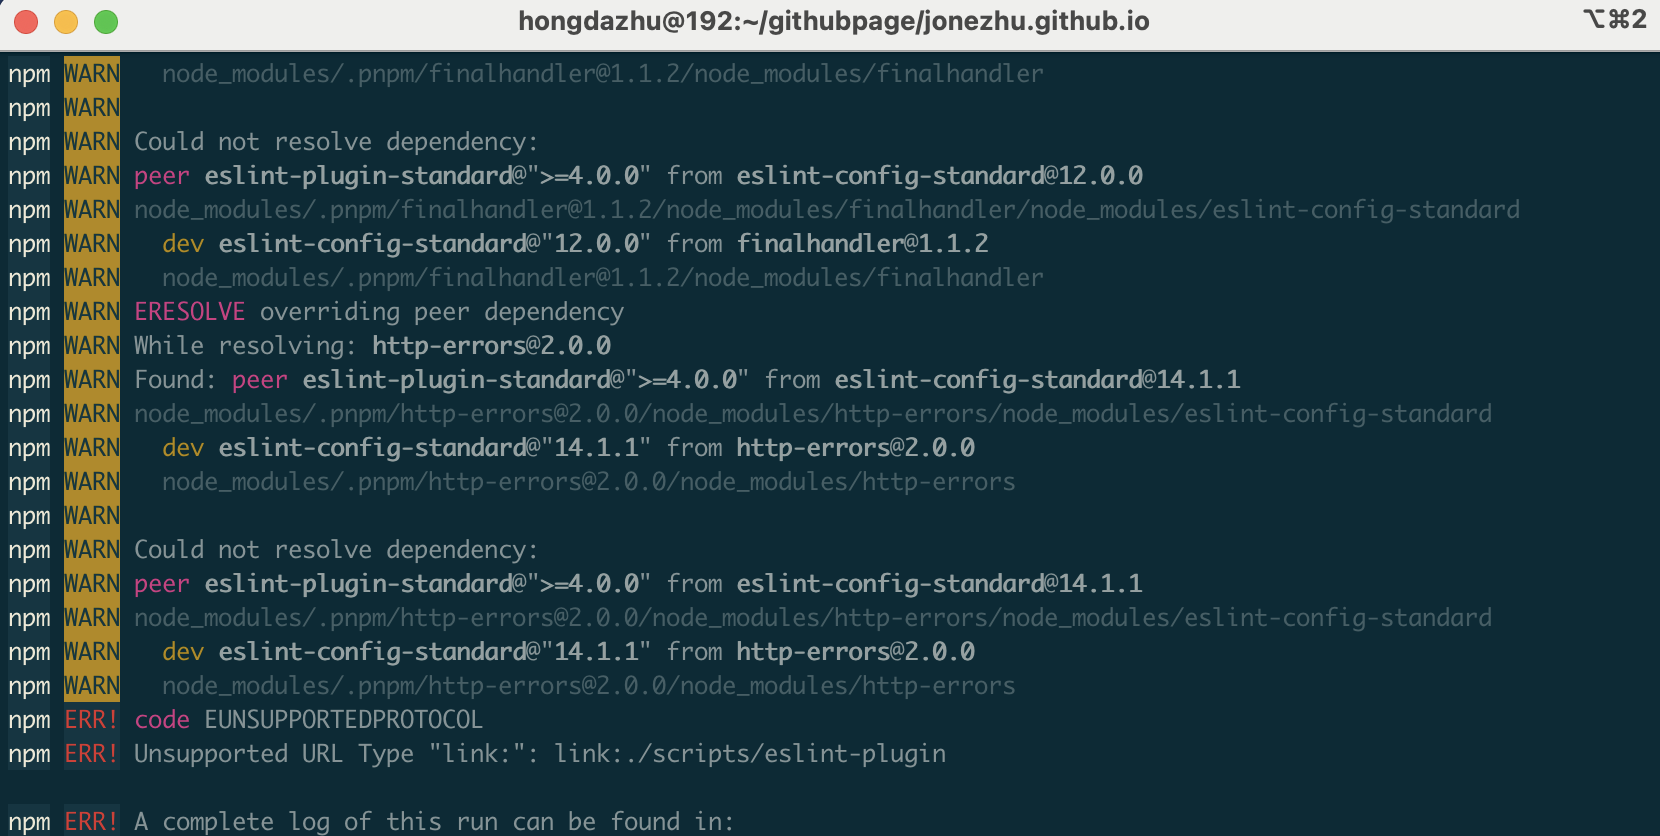 hongdazhu@192:~/githubpage/jonezhu.github.io ⌥⌘2
npm WARN   node_modules/.pnpm/finalhandler@1.1.2/node_modules/finalhandler
npm WARN
npm WARN Could not resolve dependency:
npm WARN peer eslint-plugin-standard@">=4.0.0" from eslint-config-standard@12.0.0
npm WARN node_modules/.pnpm/finalhandler@1.1.2/node_modules/finalhandler/node_modules/eslint-config-standard
npm WARN   dev eslint-config-standard@"12.0.0" from finalhandler@1.1.2
npm WARN   node_modules/.pnpm/finalhandler@1.1.2/node_modules/finalhandler
npm WARN ERESOLVE overriding peer dependency
npm WARN While resolving: http-errors@2.0.0
npm WARN Found: peer eslint-plugin-standard@">=4.0.0" from eslint-config-standard@14.1.1
npm WARN node_modules/.pnpm/http-errors@2.0.0/node_modules/http-errors/node_modules/eslint-config-standard
npm WARN   dev eslint-config-standard@"14.1.1" from http-errors@2.0.0
npm WARN   node_modules/.pnpm/http-errors@2.0.0/node_modules/http-errors
npm WARN
npm WARN Could not resolve dependency:
npm WARN peer eslint-plugin-standard@">=4.0.0" from eslint-config-standard@14.1.1
npm WARN node_modules/.pnpm/http-errors@2.0.0/node_modules/http-errors/node_modules/eslint-config-standard
npm WARN   dev eslint-config-standard@"14.1.1" from http-errors@2.0.0
npm WARN   node_modules/.pnpm/http-errors@2.0.0/node_modules/http-errors
npm ERR! code EUNSUPPORTEDPROTOCOL
npm ERR! Unsupported URL Type "link:": link:./scripts/eslint-plugin
npm ERR! A complete log of this run can be found in: